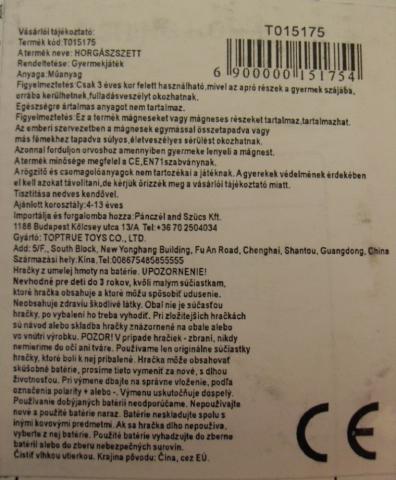 Vásárlói tájékoztató:
T015175
Termék kód:T015175
A termék neve: HORGÁSZSZETT
Rendeltetése: Gyermekjáték
Anyaga:Műanyag
6 900000 151754
Figyelmeztetés:Csak 3 éves kor felett használható,mivel az apró részek a gyermek szájába,
orrába kerülhetnek,fulladásveszélyt okozhatnak.
Egészségre ártalmas anyagot nem tartalmaz.
Figyelmeztetés: Ez a termék mágneseket vagy mágneses részeket tartalmaz,tartalmazhat.
Az emberi szervezetben a mágnesek egymással összetapadva vagy
más fémekhez tapadva súlyos,életveszélyes sérülést okozhatnak.
Azonnal forduljon orvoshoz amennyiben gyermeke lenyeli a mágnest.
A termék minősége megfelel a CE,EN71szabványnak.
A rögzítő és csomagolóanyagok nem tartozékai a játéknak. A gyerekek védelmének érdekében
el kell azokat távolítani,de kérjük őrizzék meg a vásárlói tájékoztató miatt.
Tisztítása nedves kendővel.
Ajánlott korosztály:4-13 éves
Importálja és forgalomba hozza: Pánczél and Szücs Kft.
1188 Budapest Kölcsey utca 13/A Tel:+36 70 2504034
Gyártó: TOPTRUE TOYS CO., LTD.
Add: 5/F., South Block, New Yonghang Building, Fu An Road, Chenghai, Shantou, Guangdong, China
Származási hely:Kína,Tel:008675485855555
Hračky z umelej hmoty na batérie. UPOZORNENIE!
Nevhodné pre deti do 3 rokov, kvôli malým súčiastkam,
ktoré hračka obsahuje a ktoré môžu spôsobiť udusenie.
Neobsahuje zdraviu škodlivé látky. Obal nie je súčasťou
hračky, po vybalení ho treba vyhodiť. Pri zložitejších hračkách
sú návod alebo skladba hračky znázornené na obale alebo
vo vnútri výrobku. POZOR! V prípade hračiek - zbraní, nikdy
nemierime do očí ani tváre. Používame len originálne súčiastky
hračky, ktoré boli k nej pribalené. Hračka môže obsahovať
skúšobné batérie, prosíme tieto vymeniť za nové, s dlhou
životnosťou. Pri výmene dbajte na správne vloženie, podľa
označenia polarity + alebo -. Výmenu uskutočňuje dospelý.
Používanie dobýjaných batérií neodporúčame. Nepoužívajte
nové a použité batérie naraz. Batérie neskladujte spolu s
inými kovovými predmetmi. Ak sa hračka dlho nepoužíva,
vyberte z nej batérie. Použité batérie vyhadzujte do zberne
batérií alebo do zberu nebezpečných surovín.
Čistiť vlhkou utierkou. Krajina pôvodu: Čína, cez EÚ.
CE